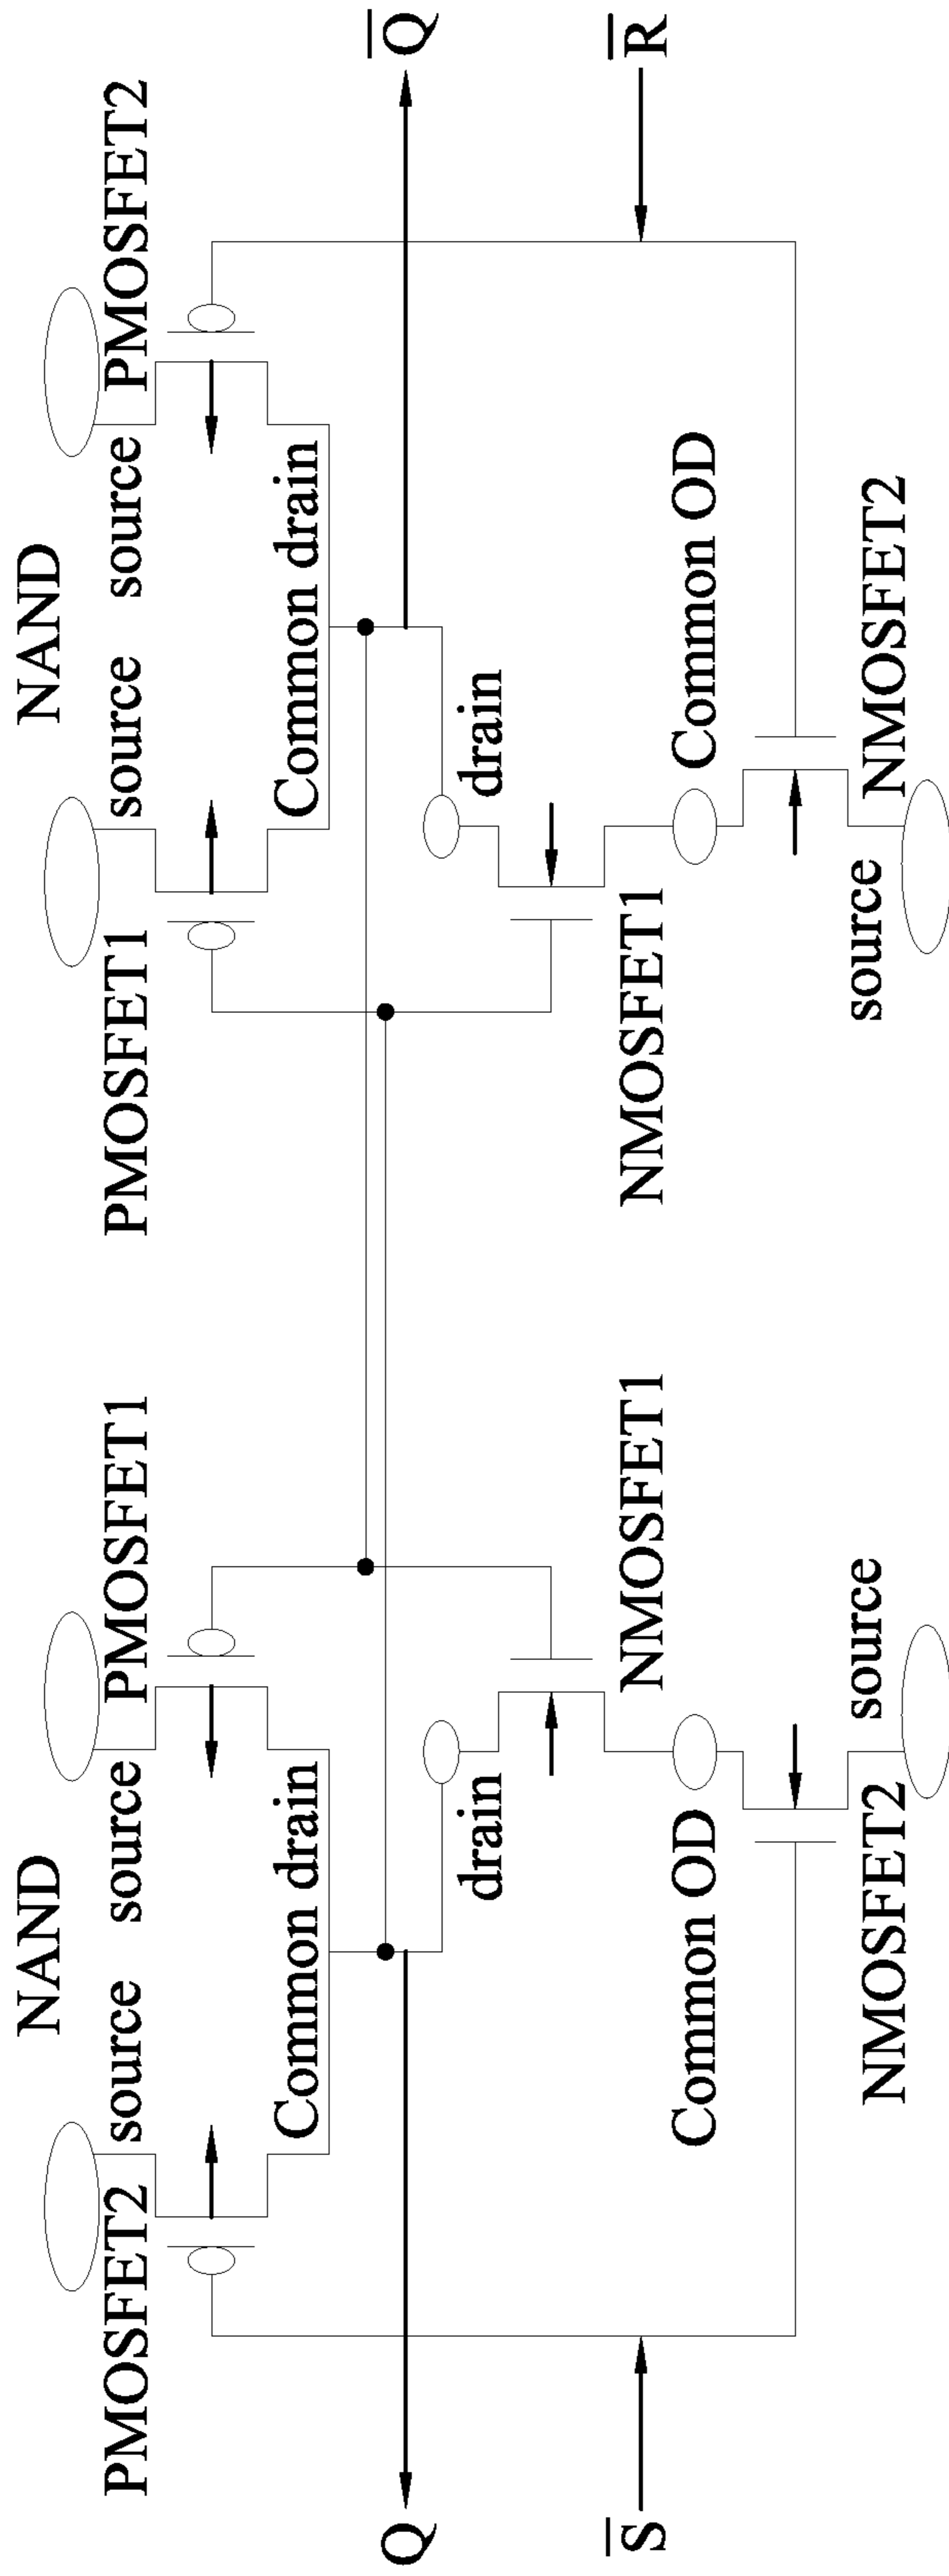 NAND
NAND
PMOSFET2
source
source
PMOSFET1
PMOSFET1
source
source
PMOSFET2
Common drain
Common drain
Q
Q̅
drain
drain
S̅
NMOSFET1
NMOSFET1
R̅
Common OD
Common OD
NMOSFET2
source
source
NMOSFET2